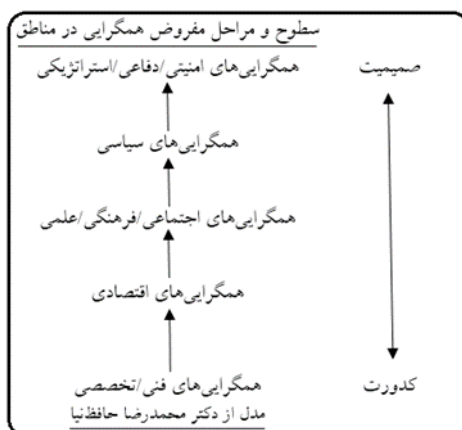 سطوح و مراحل مفروض همگرایی در مناطق
همگرایی‌های امنیتی/دفاعی/استراتژیکی
صمیمیت
همگرایی‌های سیاسی
همگرایی‌های اجتماعی/فرهنگی/علمی
همگرایی‌های اقتصادی
همگرایی‌های فنی/تخصصی
کدورت
مدل از دکتر محمدرضا حافظ‌نیا